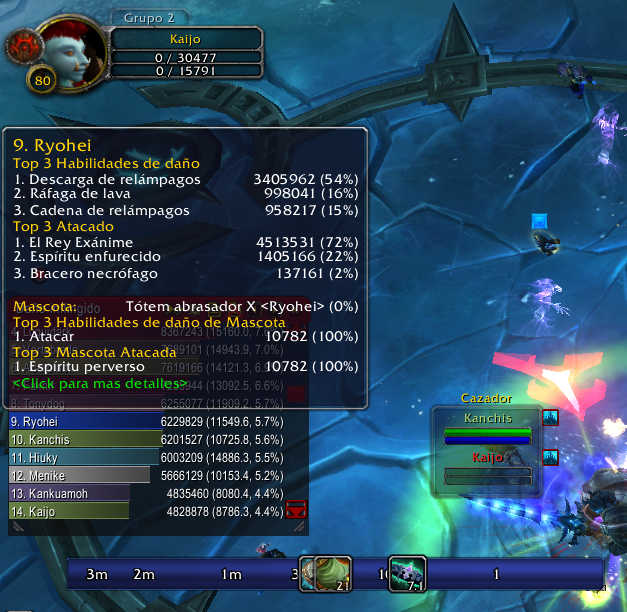 Grupo 2
Kaijo
0 / 30477
0 / 15791
80
9. Ryohei
Top 3 Habilidades de daño
1. Descarga de relámpagos 3405962 (54%)
2. Ráfaga de lava 998041 (16%)
3. Cadena de relámpagos 958217 (15%)
Top 3 Atacado
1. El Rey Exánime 4513531 (72%)
2. Espíritu enfurecido 1405166 (22%)
3. Bracero necrófago 137161 (2%)
Mascota: Tótem abrasador X <Ryohei> (0%)
Top 3 Habilidades de daño de Mascota
1. Atacar 10782 (100%)
Top 3 Mascota Atacada
1. Espíritu perverso 10782 (100%)
<Click para mas detalles>
8. Tonydog 6255077 (11909.2, 5.7%)
9. Ryohei 6229829 (11549.6, 5.7%)
10. Kanchis 6201527 (10725.8, 5.6%)
11. Hiuky 6003209 (14886.3, 5.5%)
12. Menike 5666129 (10153.4, 5.2%)
13. Kankuamoh 4835460 (8080.4, 4.4%)
14. Kaijo 4828878 (8786.3, 4.4%)
Cazador
Kanchis
Kaijo
3m 2m 1m 21 7.1 1